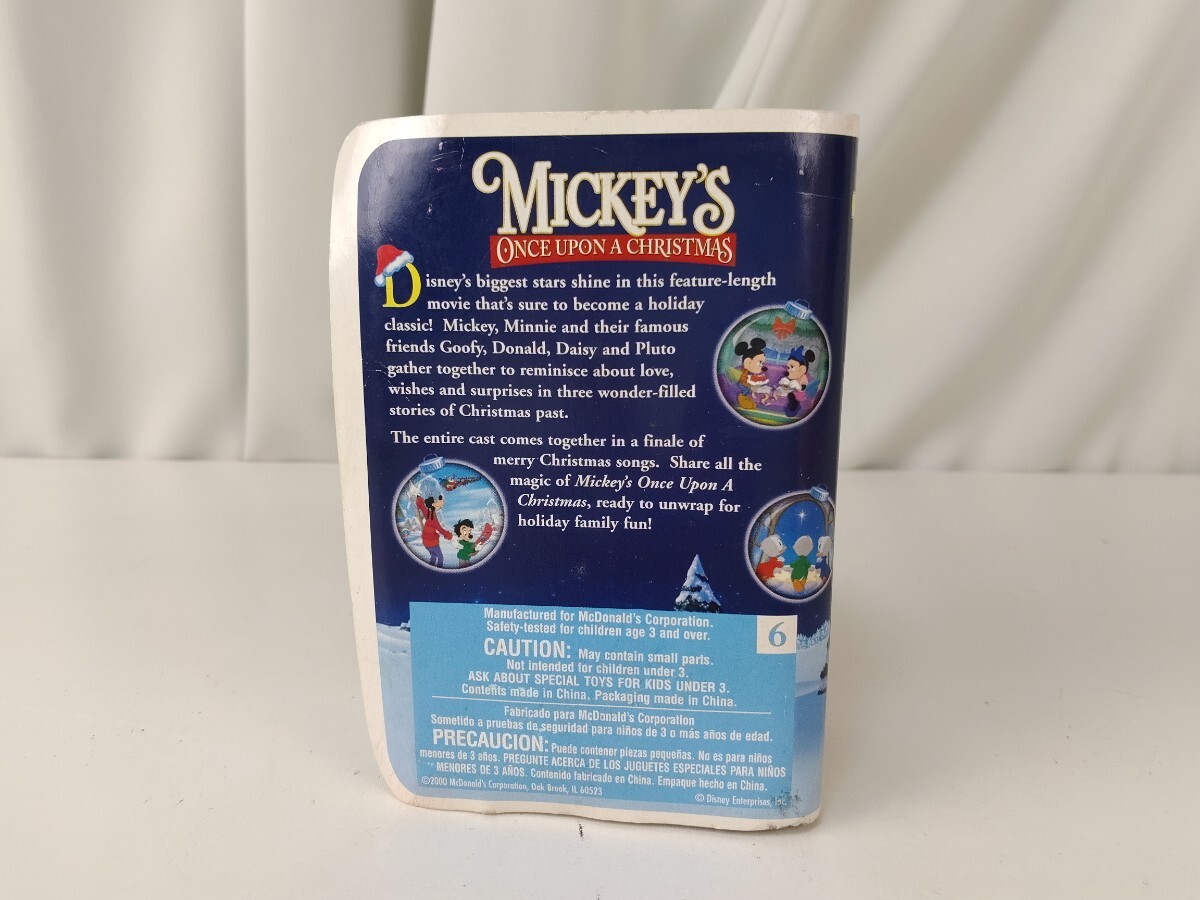 MICKEY'S
ONCE UPON A CHRISTMAS
Disney's biggest stars shine in this feature-length
movie that's sure to become a holiday
classic! Mickey, Minnie and their famous
friends Goofy, Donald, Daisy and Pluto
gather together to reminisce about love,
wishes and surprises in three wonder-filled
stories of Christmas past.
The entire cast comes together in a finale of
merry Christmas songs. Share all the
magic of Mickey's Once Upon A
Christmas, ready to unwrap for
holiday family fun!
Manufactured for McDonald's Corporation.
Safety-tested for children age 3 and over.
6
CAUTION: May contain small parts.
Not intended for children under 3.
ASK ABOUT SPECIAL TOYS FOR KIDS UNDER 3.
Contents made in China. Packaging made in China.
Fabricado para McDonald's Corporation
Sometido a pruebas de seguridad para niños de 3 o más años de edad.
PRECAUCION: Puede contener piezas pequeñas. No es para niños
menores de 3 años. PREGUNTE ACERCA DE LOS JUGUETES ESPECIALES PARA NIÑOS
MENORES DE 3 AÑOS. Contenido fabricado en China. Empaque hecho en China.
©2000 McDonald's Corporation, Oak Brook, IL 60523
© Disney Enterprises, Inc.